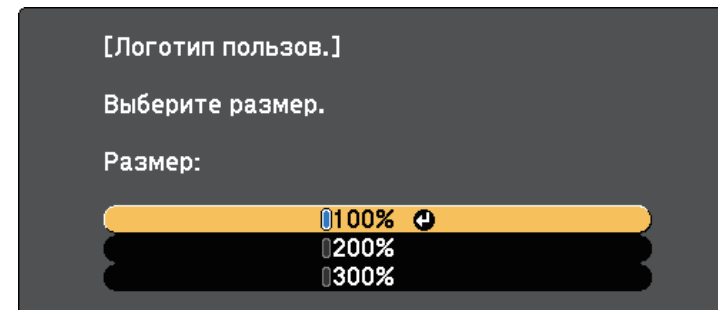 [Логотип пользов.]
Выберите размер.
Размер:
100%
200%
300%